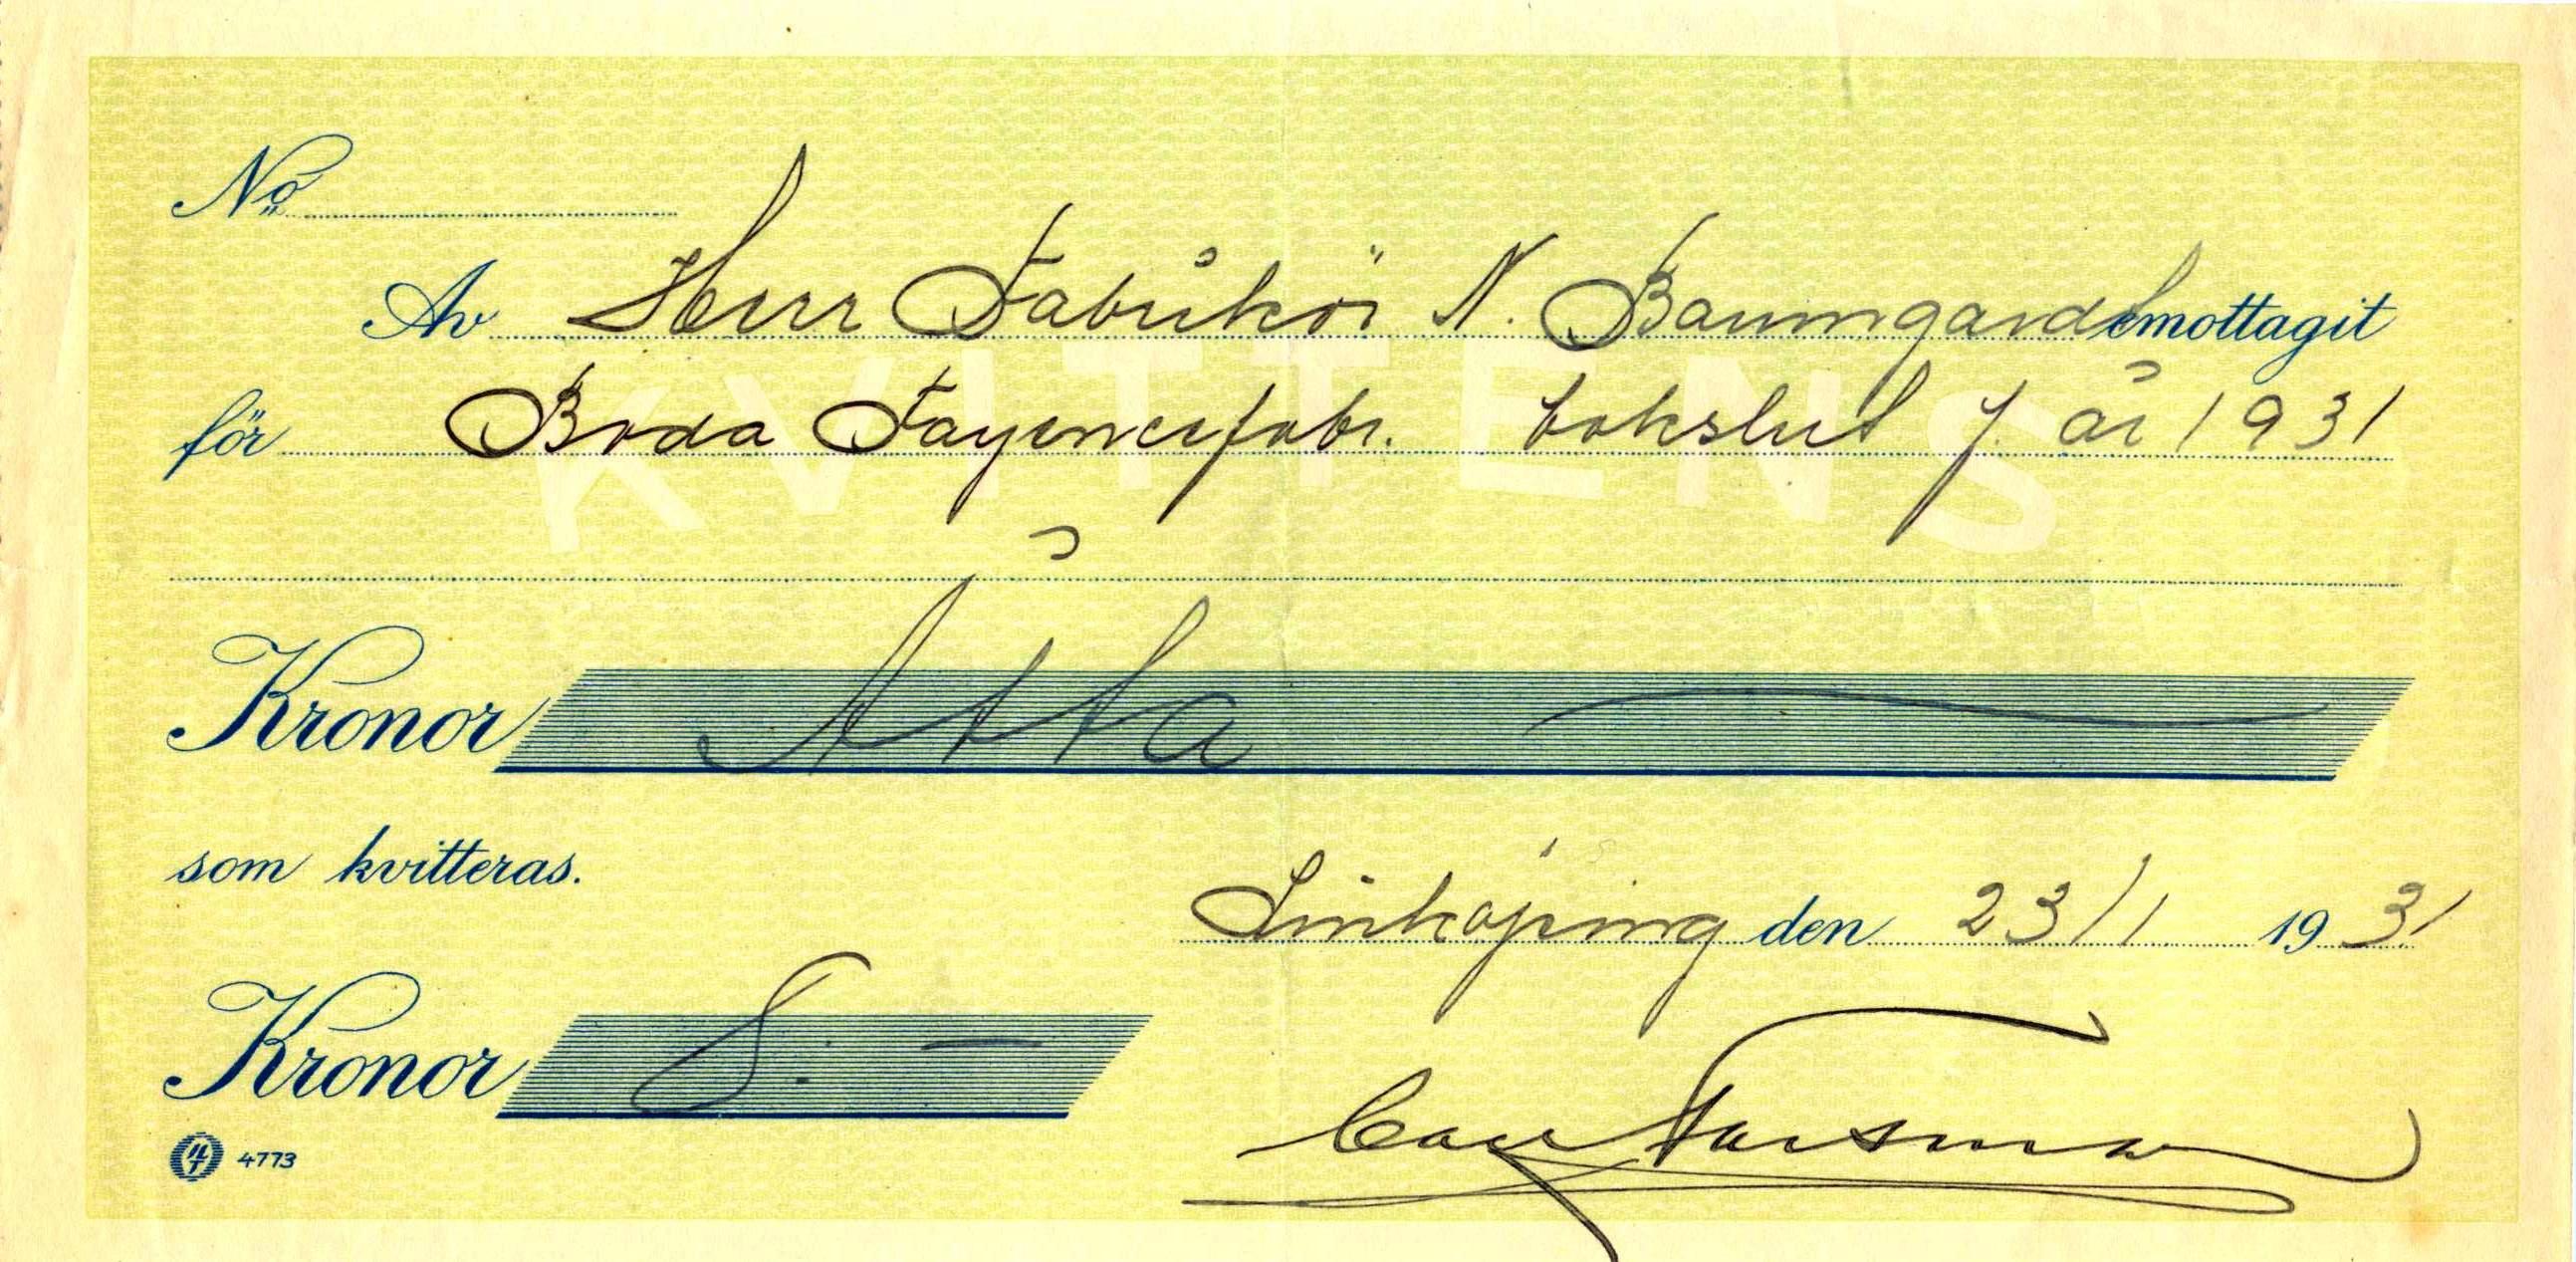 No
Av Herr Fabrikör N. Baumgardt emottagit
för Boda Fayencefabr. bokslut f. år 1931
KVITTENS
Kronor Åtta
som kvitteras.
Linköping den 23/1 1931
Kronor 8:-
4773